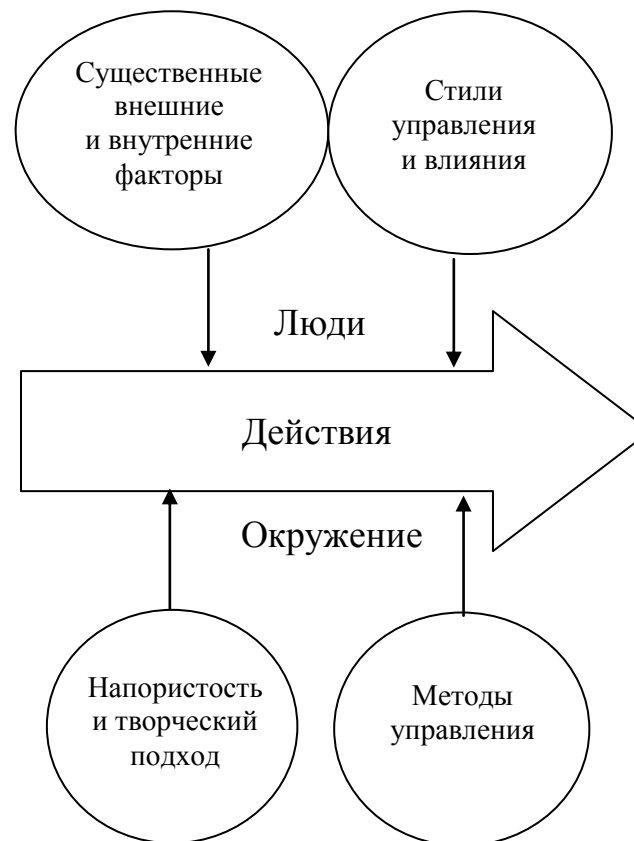 Существенные
внешние
и внутренние
факторы
Стили
управления
и влияния
Люди
Действия
Окружение
Напористость
и творческий
подход
Методы
управления